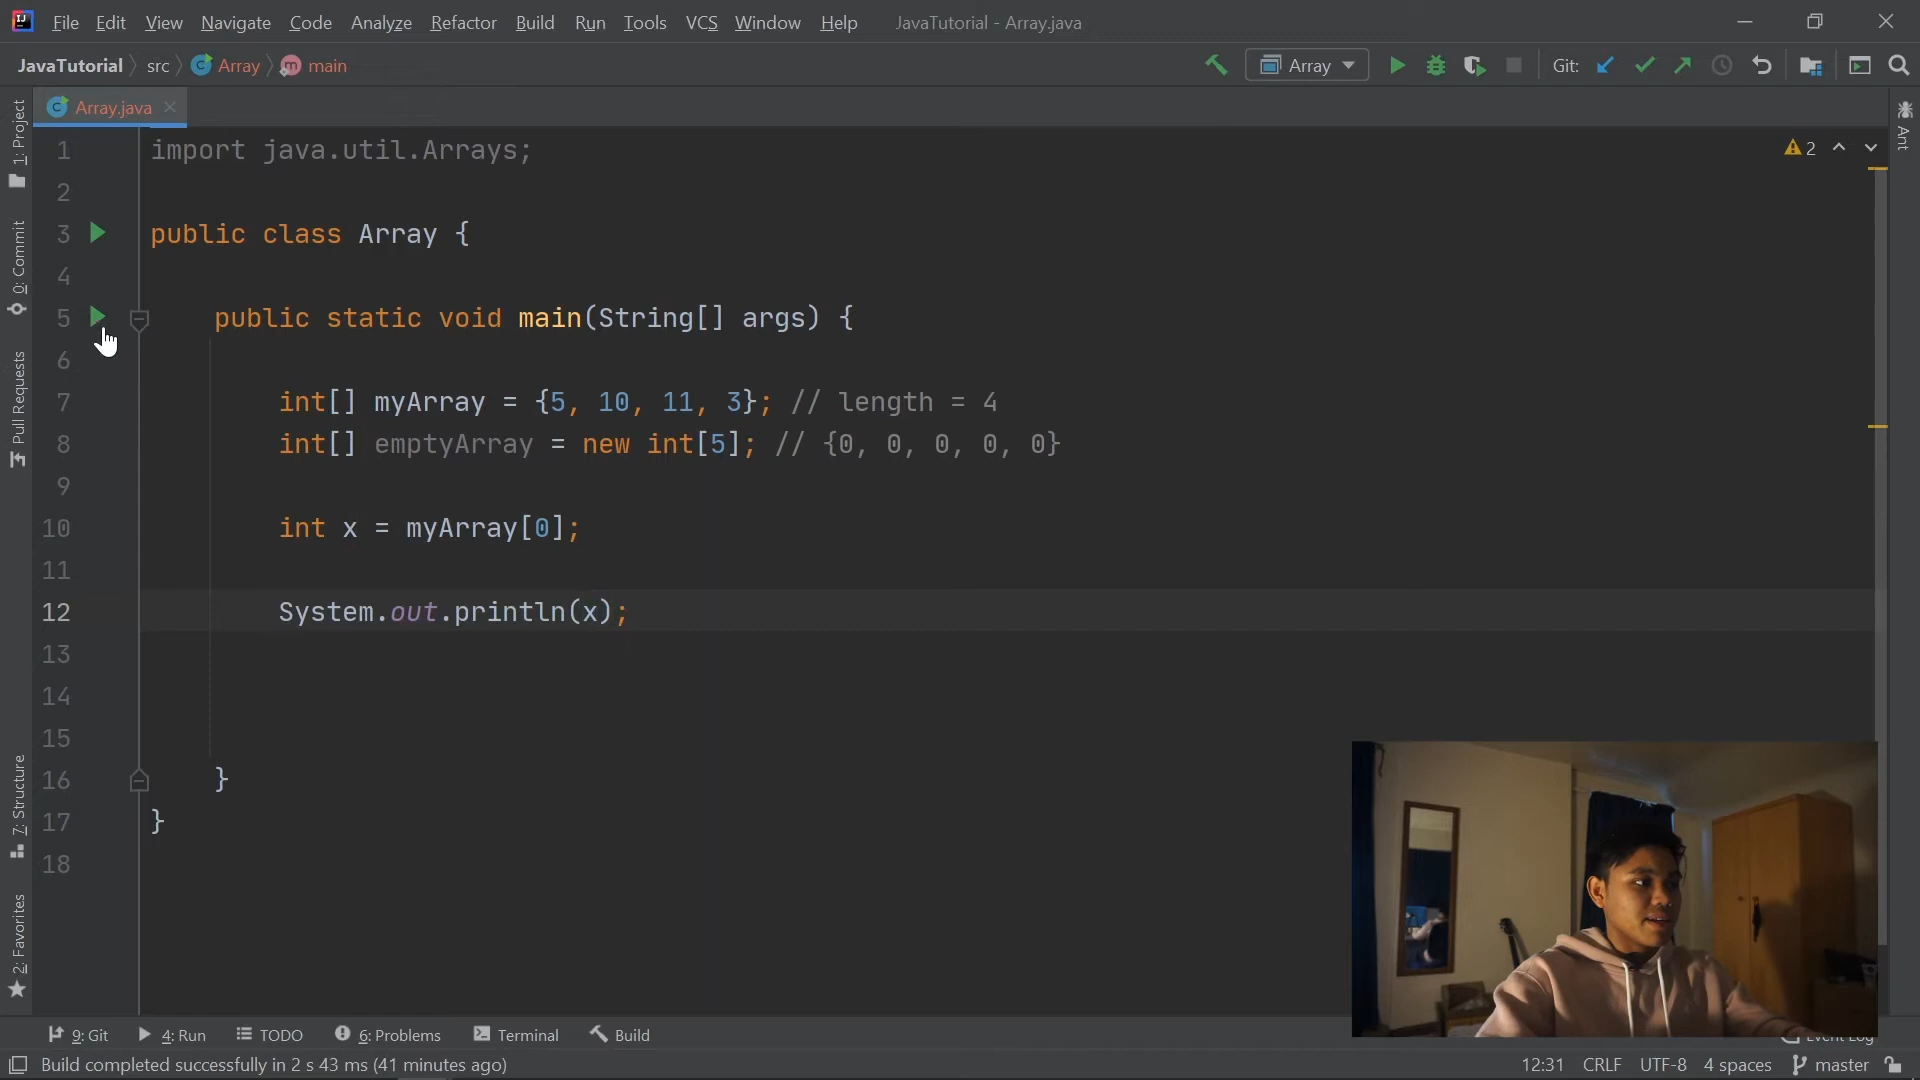 File Edit View Navigate Code Analyze Refactor Build Run Tools VCS Window Help JavaTutorial - Array.java
JavaTutorial src Array main Array Git:
Array.java
1 import java.util.Arrays; 2
2
3 public class Array {
4
5 public static void main(String[] args) {
6
7 int[] myArray = {5, 10, 11, 3}; // length = 4
8 int[] emptyArray = new int[5]; // {0, 0, 0, 0, 0}
9
10 int x = myArray[0];
11
12 System.out.println(x);
13
14
15
16 }
17 }
18
1: Project
0: Commit
Pull Requests
7: Structure
2: Favorites
Ant
9: Git 4: Run TODO 6: Problems Terminal Build Event Log
Build completed successfully in 2 s 43 ms (41 minutes ago) 12:31 CRLF UTF-8 4 spaces master